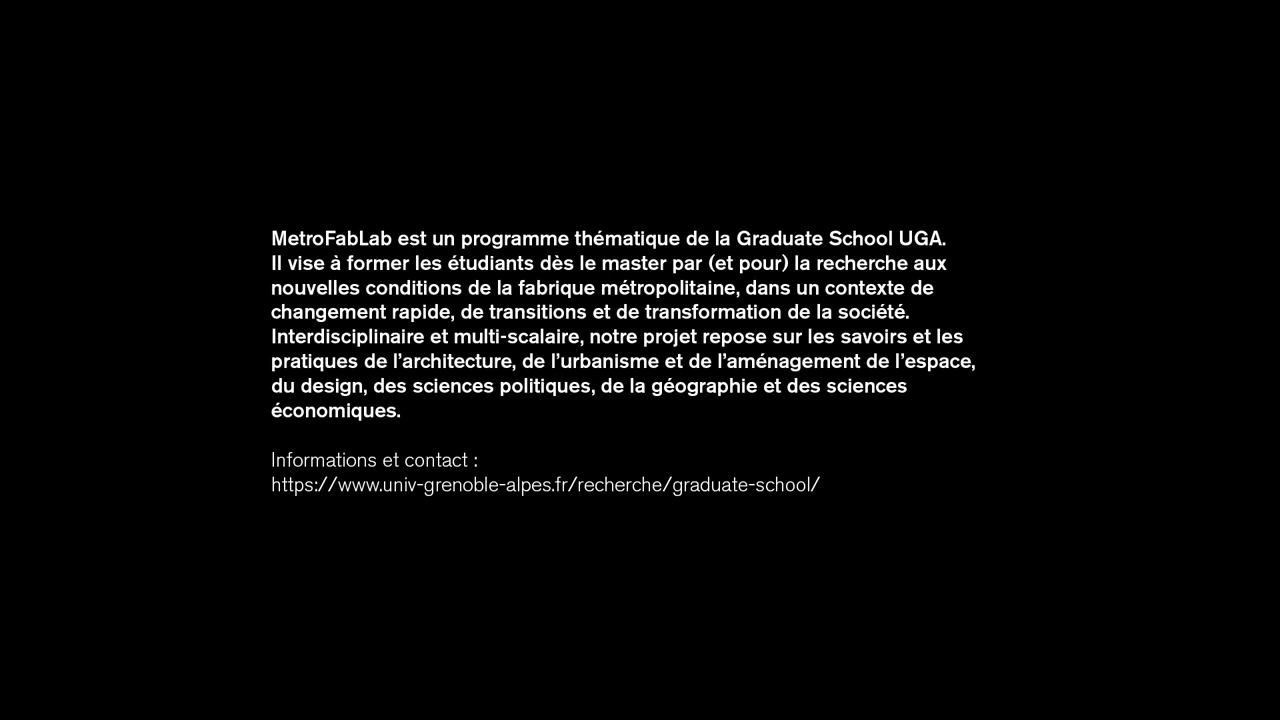 MetroFabLab est un programme thématique de la Graduate School UGA.
Il vise à former les étudiants dès le master par (et pour) la recherche aux
nouvelles conditions de la fabrique métropolitaine, dans un contexte de
changement rapide, de transitions et de transformation de la société.
Interdisciplinaire et multi-scalaire, notre projet repose sur les savoirs et les
pratiques de l’architecture, de l’urbanisme et de l’aménagement de l’espace,
du design, des sciences politiques, de la géographie et des sciences
économiques.
Informations et contact :
https://www.univ-grenoble-alpes.fr/recherche/graduate-school/